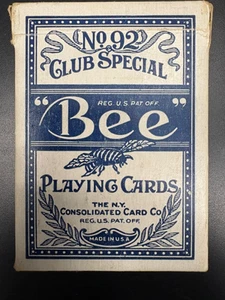 No. 92
CLUB SPECIAL
REG. U.S. PAT. OFF.
"Bee"
PLAYING CARDS
THE N.Y.
CONSOLIDATED CARD CO
REG. U.S. PAT. OFF.
MADE IN U.S.A